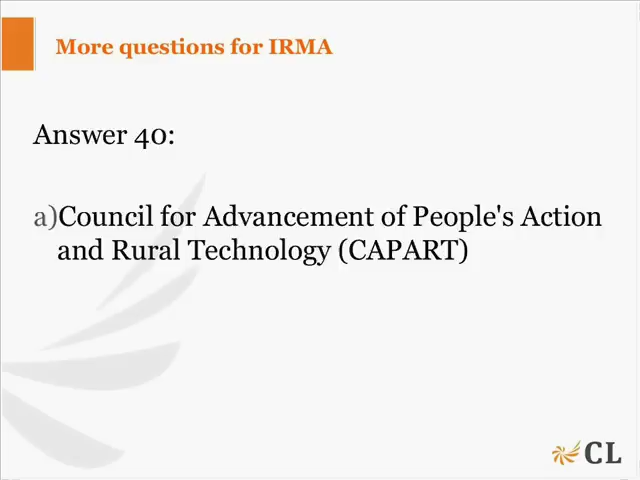 More questions for IRMA
Answer 40:
a)Council for Advancement of People's Action
and Rural Technology (CAPART)
CL